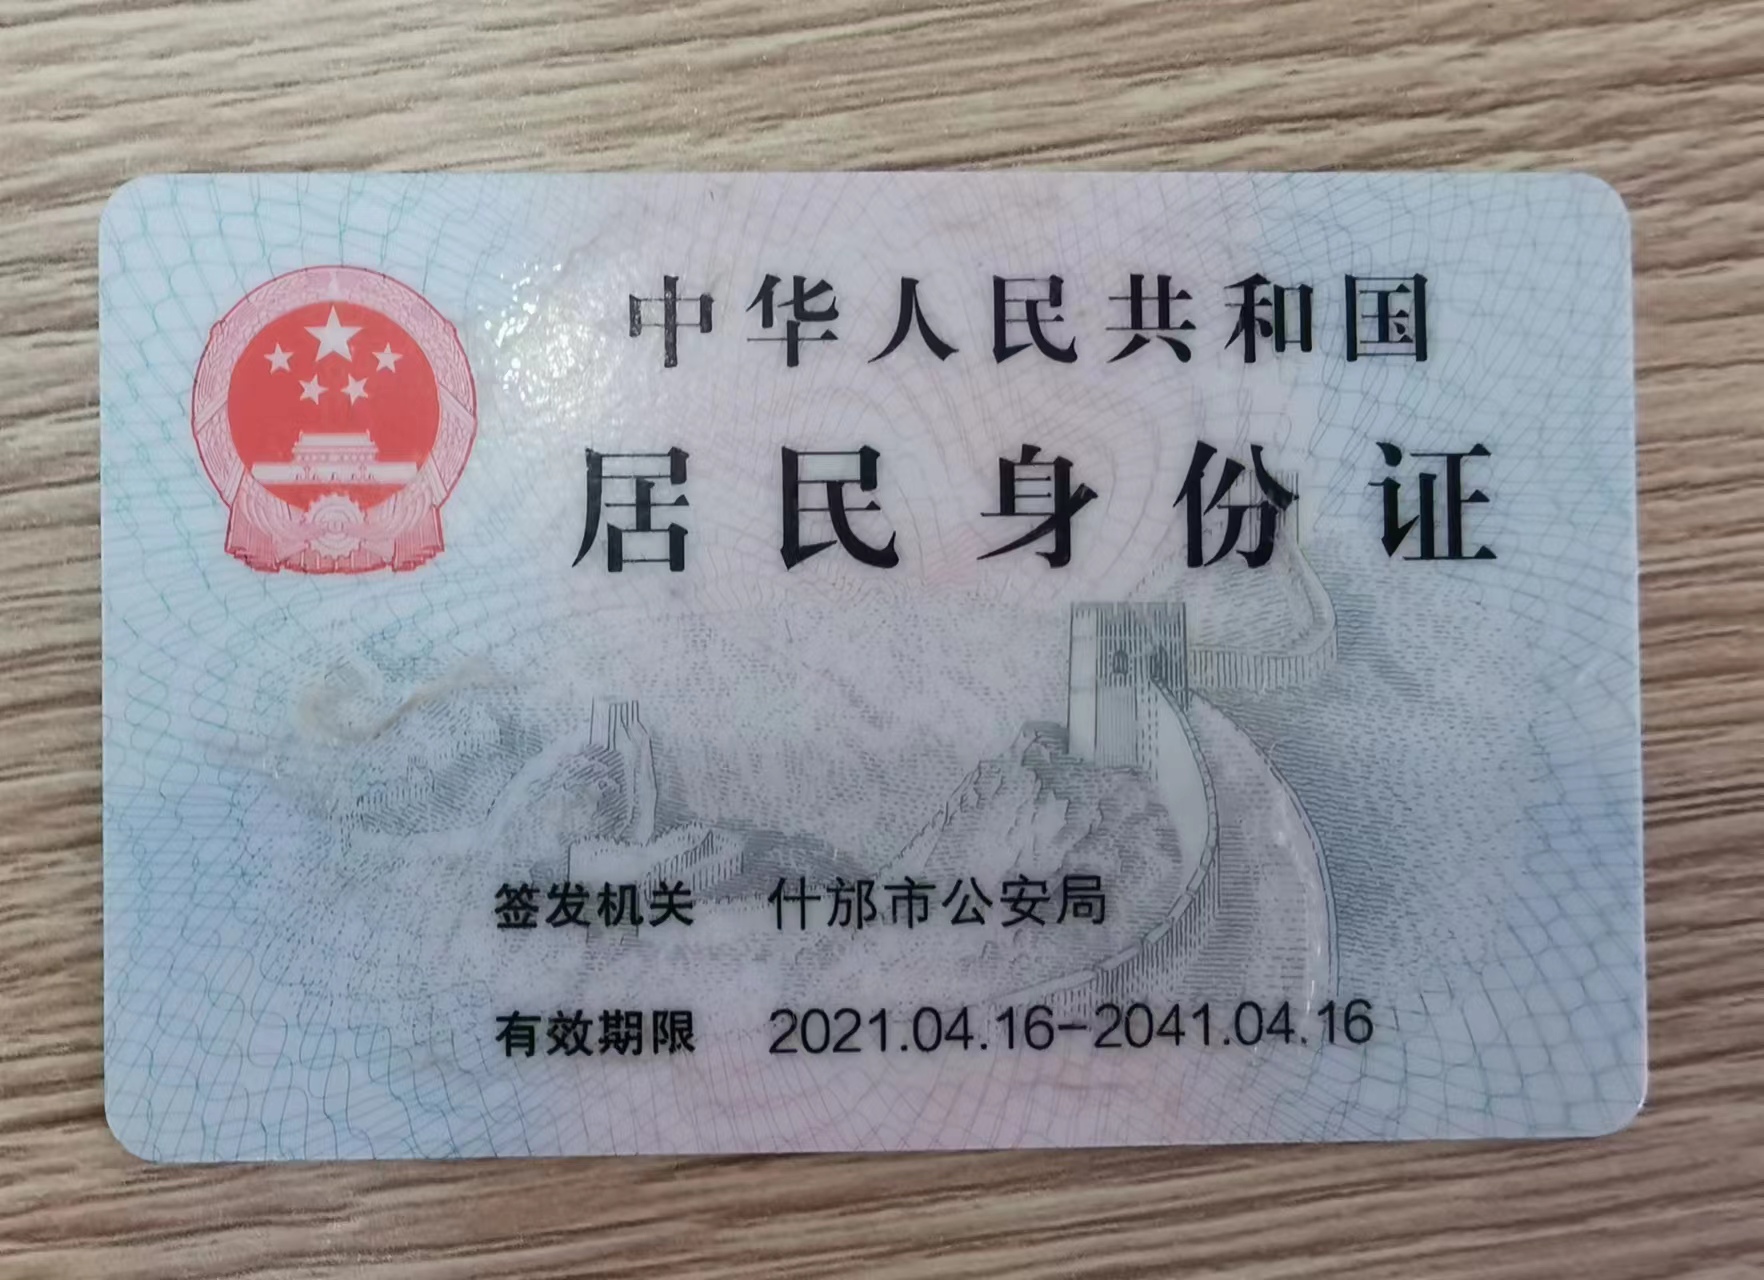 中华人民共和国
居民身份证
签发机关 什邡市公安局
有效期限 2021.04.16-2041.04.16